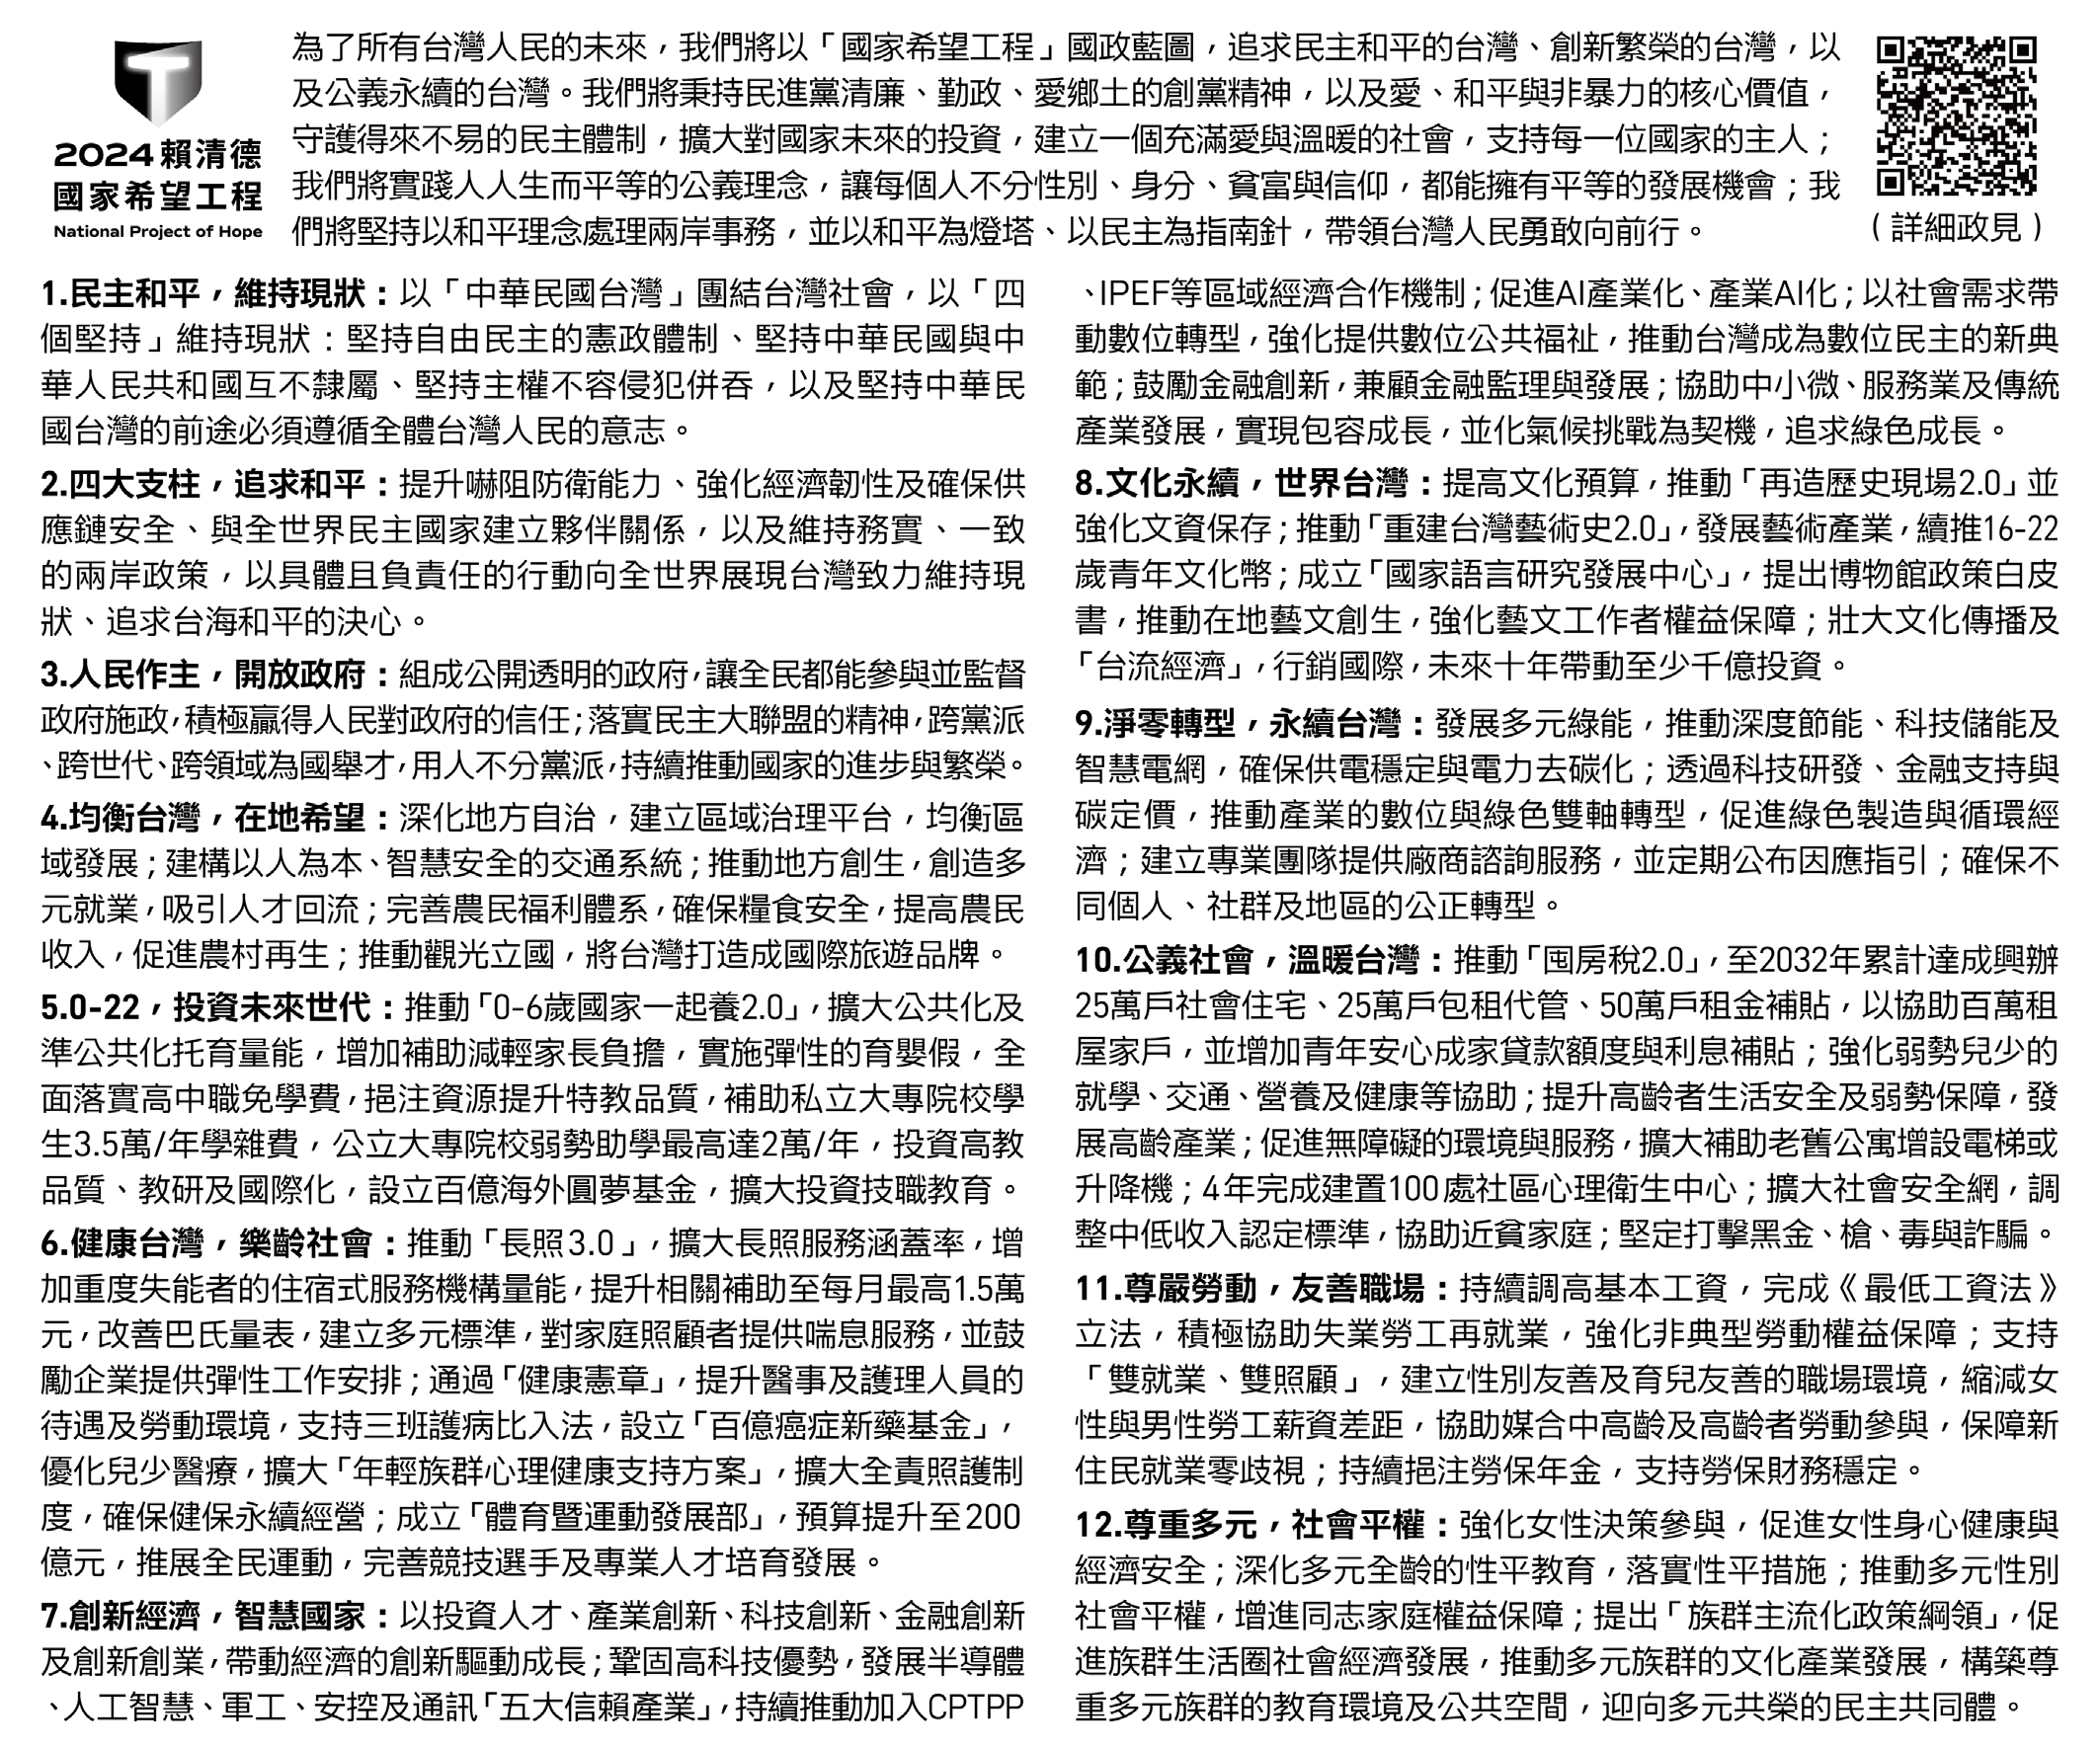 T
2024賴清德
國家希望工程
National Project of Hope
為了所有台灣人民的未來，我們將以「國家希望工程」國政藍圖，追求民主和平的台灣、創新繁榮的台灣，以
及公義永續的台灣。我們將秉持民進黨清廉、勤政、愛鄉土的創黨精神，以及愛、和平與非暴力的核心價值，
守護得來不易的民主體制，擴大對國家未來的投資，建立一個充滿愛與溫暖的社會，支持每一位國家的主人；
我們將實踐人人生而平等的公義理念，讓每個人不分性別、身分、貧富與信仰，都能擁有平等的發展機會；我
們將堅持以和平理念處理兩岸事務，並以和平為燈塔、以民主為指南針，帶領台灣人民勇敢向前行。
（詳細政見）
1.民主和平，維持現狀：以「中華民國台灣」團結台灣社會，以「四
個堅持」維持現狀：堅持自由民主的憲政體制、堅持中華民國與中
華人民共和國互不隸屬、堅持主權不容侵犯併吞，以及堅持中華民
國台灣的前途必須遵循全體台灣人民的意志。
2.四大支柱，追求和平：提升嚇阻防衛能力、強化經濟韌性及確保供
應鏈安全、與全世界民主國家建立夥伴關係，以及維持務實、一致
的兩岸政策，以具體且負責任的行動向全世界展現台灣致力維持現
狀、追求台海和平的決心。
3.人民作主，開放政府：組成公開透明的政府，讓全民都能參與並監督
政府施政，積極贏得人民對政府的信任；落實民主大聯盟的精神，跨黨派
、跨世代、跨領域為國舉才，用人不分黨派，持續推動國家的進步與繁榮。
4.均衡台灣，在地希望：深化地方自治，建立區域治理平台，均衡區
域發展；建構以人為本、智慧安全的交通系統；推動地方創生，創造多
元就業，吸引人才回流；完善農民福利體系，確保糧食安全，提高農民
收入，促進農村再生；推動觀光立國，將台灣打造成國際旅遊品牌。
5.0-22，投資未來世代：推動「0-6歲國家一起養2.0」，擴大公共化及
準公共化托育量能，增加補助減輕家長負擔，實施彈性的育嬰假，全
面落實高中職免學費，挹注資源提升特教品質，補助私立大專院校學
生3.5萬/年學雜費，公立大專院校弱勢助學最高達2萬/年，投資高教
品質、教研及國際化，設立百億海外圓夢基金，擴大投資技職教育。
6.健康台灣，樂齡社會：推動「長照3.0」，擴大長照服務涵蓋率，增
加重度失能者的住宿式服務機構量能，提升相關補助至每月最高1.5萬
元，改善巴氏量表，建立多元標準，對家庭照顧者提供喘息服務，並鼓
勵企業提供彈性工作安排；通過「健康憲章」，提升醫事及護理人員的
待遇及勞動環境，支持三班護病比入法，設立「百億癌症新藥基金」，
優化兒少醫療，擴大「年輕族群心理健康支持方案」，擴大全責照護制
度，確保健保永續經營；成立「體育暨運動發展部」，預算提升至200
億元，推展全民運動，完善競技選手及專業人才培育發展。
7.創新經濟，智慧國家：以投資人才、產業創新、科技創新、金融創新
及創新創業，帶動經濟的創新驅動成長；鞏固高科技優勢，發展半導體
、人工智慧、軍工、安控及通訊「五大信賴產業」，持續推動加入CPTPP
、IPEF等區域經濟合作機制；促進AI產業化、產業AI化；以社會需求帶
動數位轉型，強化提供數位公共福祉，推動台灣成為數位民主的新典
範；鼓勵金融創新，兼顧金融監理與發展；協助中小微、服務業及傳統
產業發展，實現包容成長，並化氣候挑戰為契機，追求綠色成長。
8.文化永續，世界台灣：提高文化預算，推動「再造歷史現場2.0」並
強化文資保存；推動「重建台灣藝術史2.0」，發展藝術產業，續推16-22
歲青年文化幣；成立「國家語言研究發展中心」，提出博物館政策白皮
書，推動在地藝文創生，強化藝文工作者權益保障；壯大文化傳播及
「台流經濟」，行銷國際，未來十年帶動至少千億投資。
9.淨零轉型，永續台灣：發展多元綠能，推動深度節能、科技儲能及
智慧電網，確保供電穩定與電力去碳化；透過科技研發、金融支持與
碳定價，推動產業的數位與綠色雙軸轉型，促進綠色製造與循環經
濟；建立專業團隊提供廠商諮詢服務，並定期公布因應指引；確保不
同個人、社群及地區的公正轉型。
10.公義社會，溫暖台灣：推動「囤房稅2.0」，至2032年累計達成興辦
25萬戶社會住宅、25萬戶包租代管、50萬戶租金補貼，以協助百萬租
屋家戶，並增加青年安心成家貸款額度與利息補貼；強化弱勢兒少的
就學、交通、營養及健康等協助；提升高齡者生活安全及弱勢保障，發
展高齡產業；促進無障礙的環境與服務，擴大補助老舊公寓增設電梯或
升降機；4年完成建置100處社區心理衛生中心；擴大社會安全網，調
整中低收入認定標準，協助近貧家庭；堅定打擊黑金、槍、毒與詐騙。
11.尊嚴勞動，友善職場：持續調高基本工資，完成《最低工資法》
立法，積極協助失業勞工再就業，強化非典型勞動權益保障；支持
「雙就業、雙照顧」，建立性別友善及育兒友善的職場環境，縮減女
性與男性勞工薪資差距，協助媒合中高齡及高齡者勞動參與，保障新
住民就業零歧視；持續挹注勞保年金，支持勞保財務穩定。
12.尊重多元，社會平權：強化女性決策參與，促進女性身心健康與
經濟安全；深化多元全齡的性平教育，落實性平措施；推動多元性別
社會平權，增進同志家庭權益保障；提出「族群主流化政策綱領」，促
進族群生活圈社會經濟發展，推動多元族群的文化產業發展，構築尊
重多元族群的教育環境及公共空間，迎向多元共榮的民主共同體。